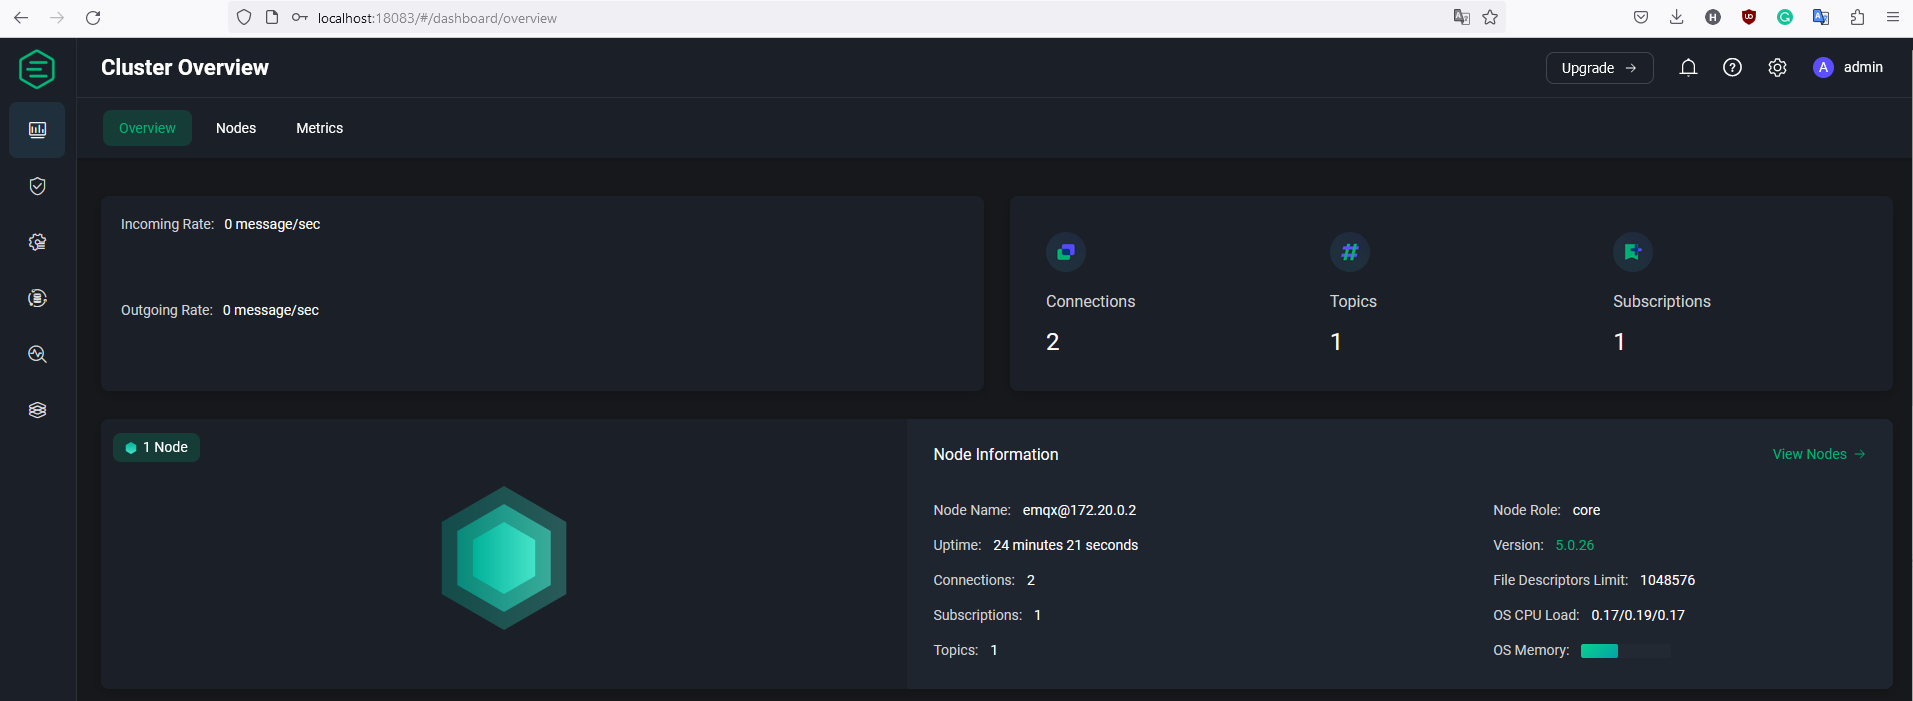 localhost:18083/#/dashboard/overview
Cluster Overview
Upgrade →
A admin
Overview Nodes Metrics
Incoming Rate: 0 message/sec
Outgoing Rate: 0 message/sec
Connections
2
Topics
1
Subscriptions
1
1 Node
Node Information
View Nodes →
Node Name: emqx@172.20.0.2
Uptime: 24 minutes 21 seconds
Connections: 2
Subscriptions: 1
Topics: 1
Node Role: core
Version: 5.0.26
File Descriptors Limit: 1048576
OS CPU Load: 0.17/0.19/0.17
OS Memory: